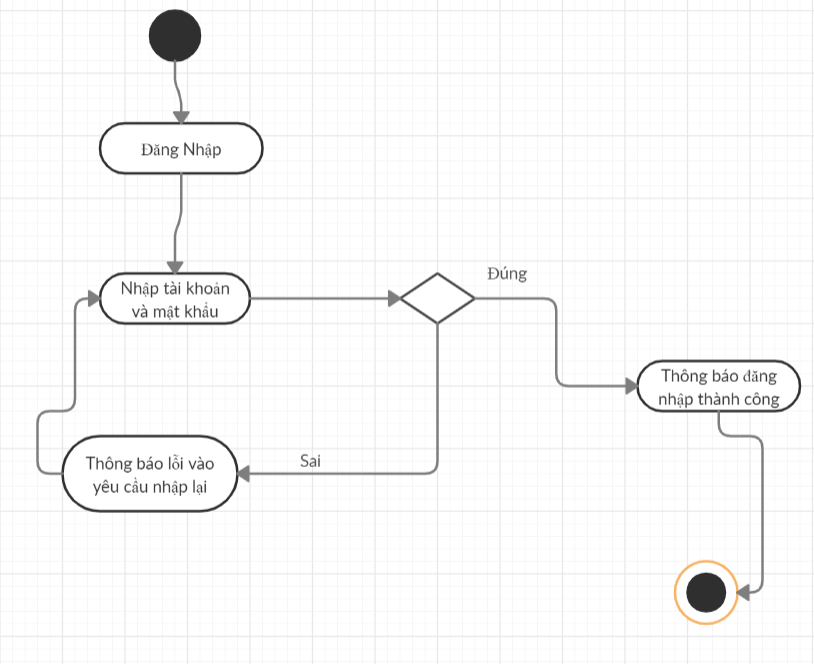 Đăng Nhập
Đúng
Nhập tài khoản
và mật khẩu
Thông báo đăng
nhập thành công
Sai
Thông báo lỗi vào
yêu cầu nhập lại